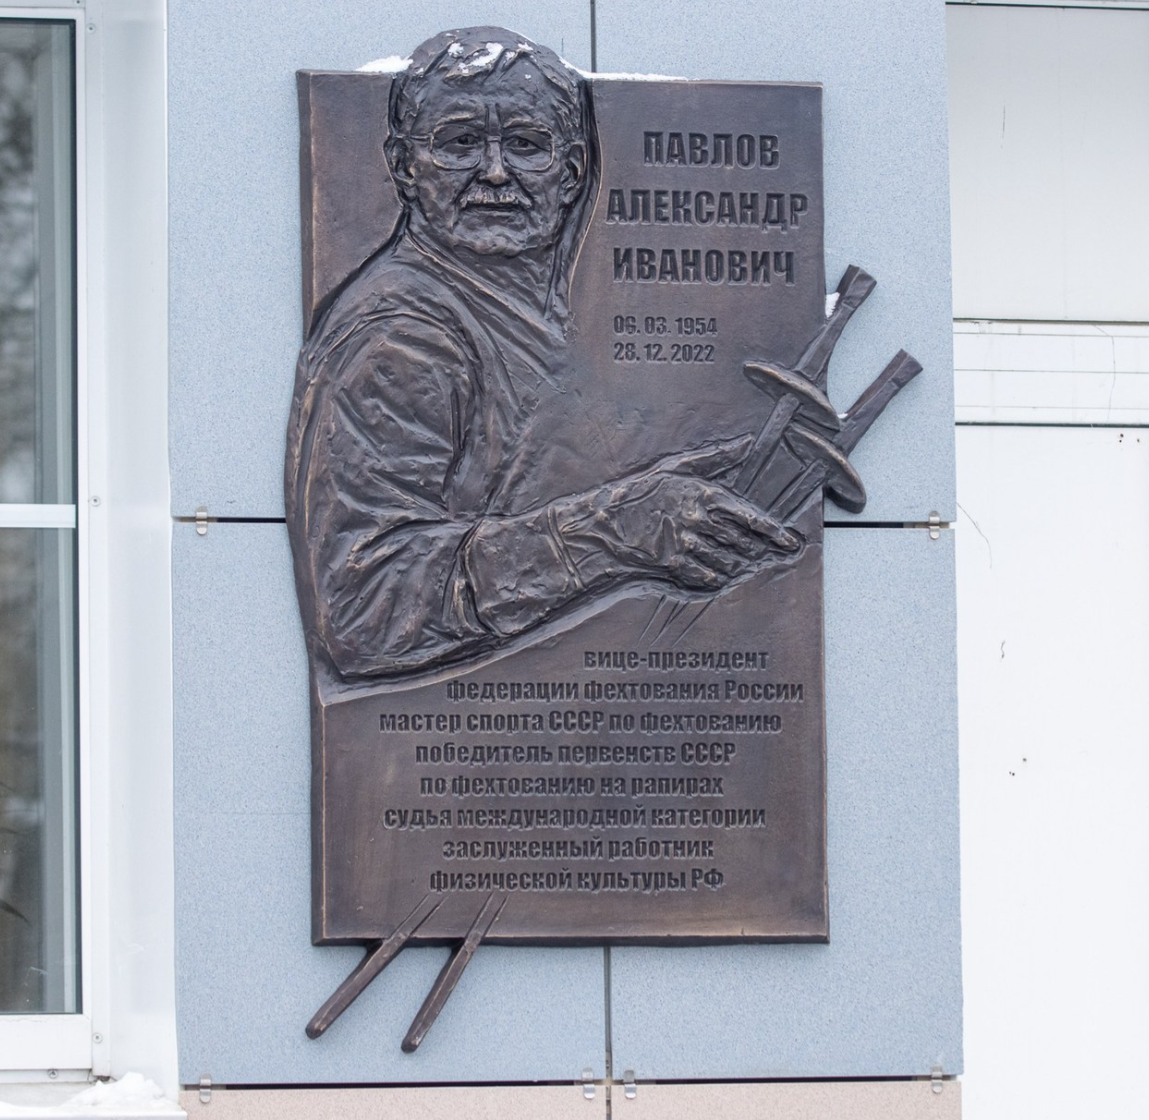 ПАВЛОВ
АЛЕКСАНДР
ИВАНОВИЧ
06. 03. 1954
28. 12. 2022
вице-президент
федерации фехтования России
мастер спорта СССР по фехтованию
победитель первенств СССР
по фехтованию на рапирах
судья международной категории
заслуженный работник
физической культуры РФ